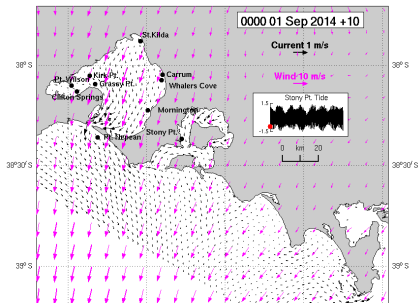 0000 01 Sep 2014 +10
St.Kilda
Current 1 m/s
38° S
Pt. Wilson
Kirk Pt.
Carrum
Wind 10 m/s
Grassy Pt.
Whalers Cove
Clifton Springs
Stony Pt. Tide
1.5
Mornington
-1.5
Stony Pt.
Pt. Nepean
0 km 20
38° 30' S
39° S